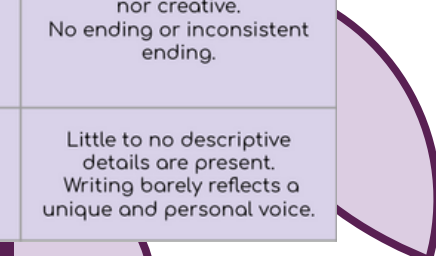 nor creative.
No ending or inconsistent
ending.
Little to no descriptive
details are present.
Writing barely reflects a
unique and personal voice.